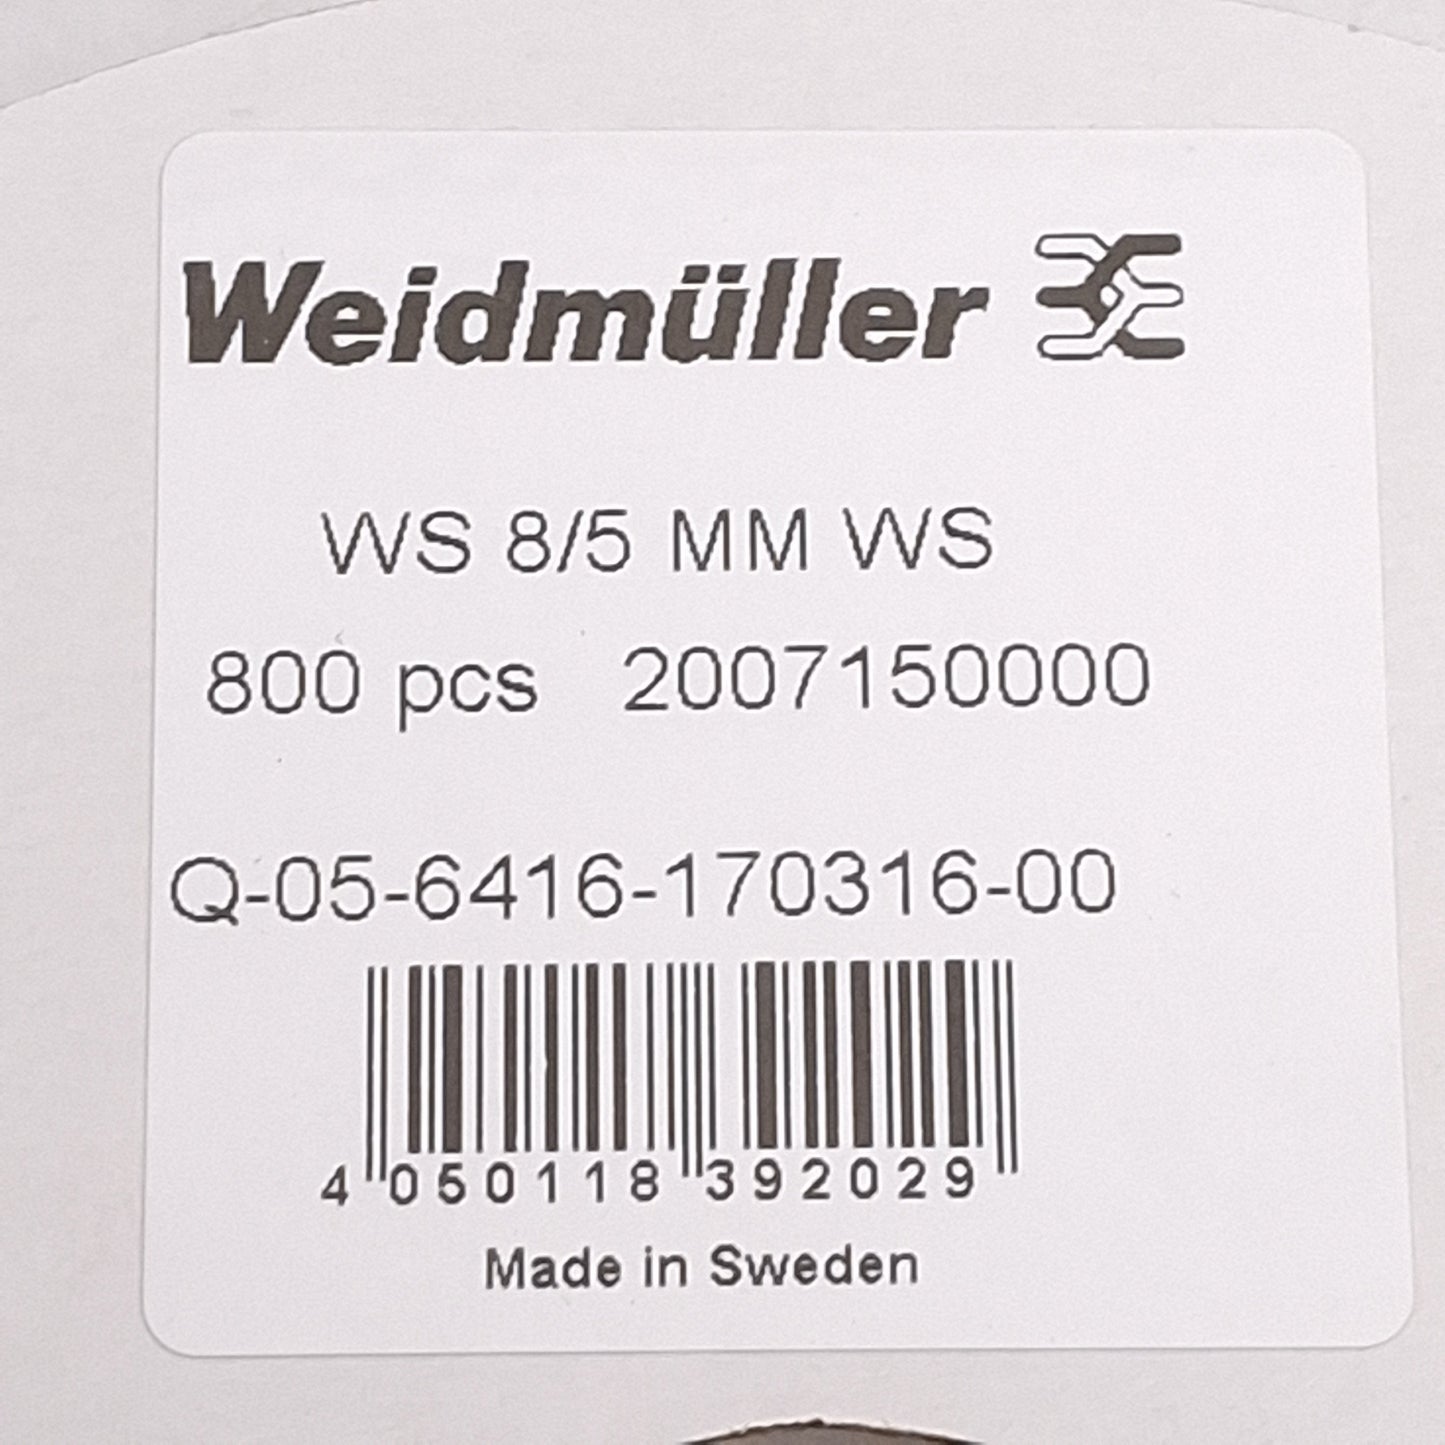 Weidmüller
WS 8/5 MM WS
800 pcs 2007150000
Q-05-6416-170316-00
4 050118 392029
Made in Sweden